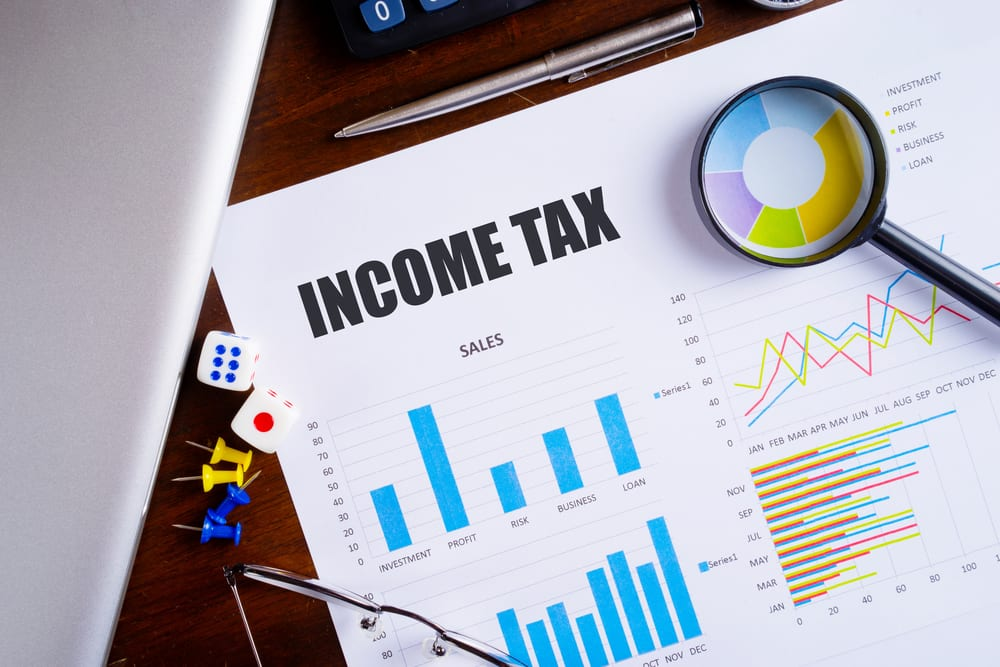 0
INCOME TAX
INVESTMENT
PROFIT
RISK
BUSINESS
LOAN
SALES
Series1
90
80
70
60
50
40
30
20
10
0
INVESTMENT PROFIT RISK BUSINESS LOAN
140
120
100
80
60
40
20
0
JAN FEB MAR APR MAY JUN JUL AUG SEP OCT NOV DEC
NOV
SEP
JUL
MAY
MAR
JAN
0 20 40 60 80 100
Series1
OCT NOV DEC